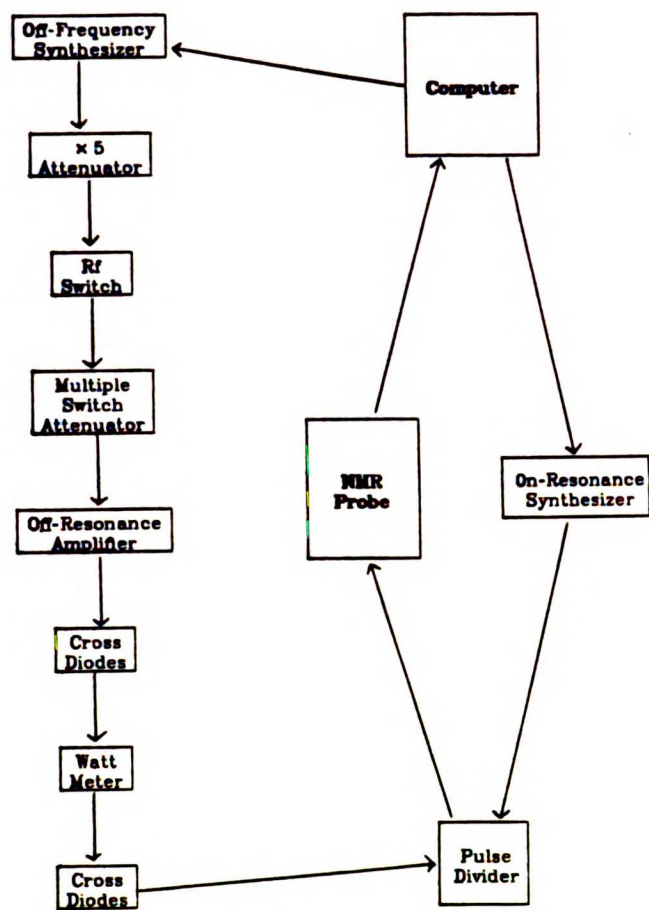 Off-Frequency
Synthesizer
Computer
× 5
Attenuator
Rf
Switch
Multiple
Switch
Attenuator
NMR
Probe
On-Resonance
Synthesizer
Off-Resonance
Amplifier
Cross
Diodes
Watt
Meter
Cross
Diodes
Pulse
Divider